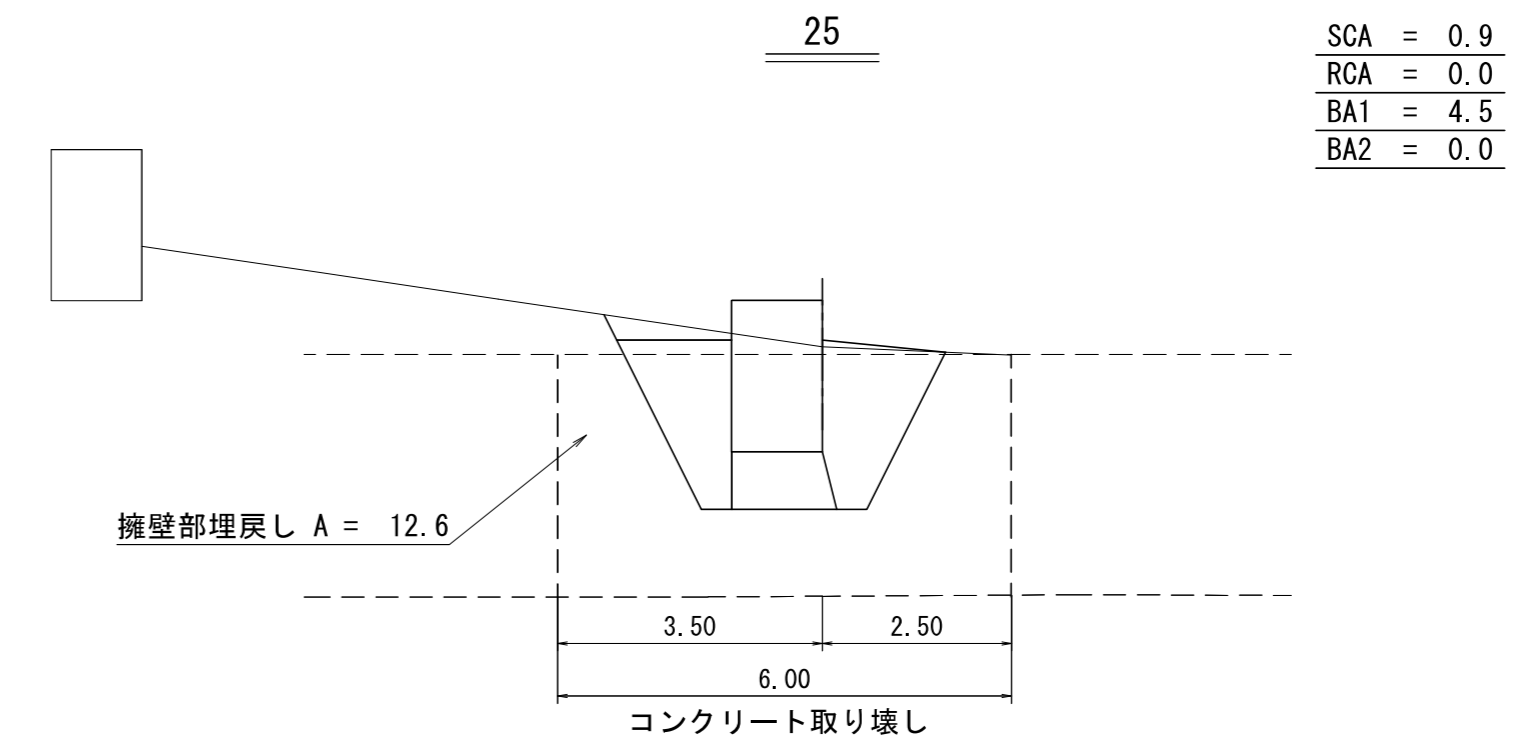 25
SCA = 0.9
RCA = 0.0
BA1 = 4.5
BA2 = 0.0
擁壁部埋戻し A = 12.6
3.50 2.50
6.00
コンクリート取り壊し